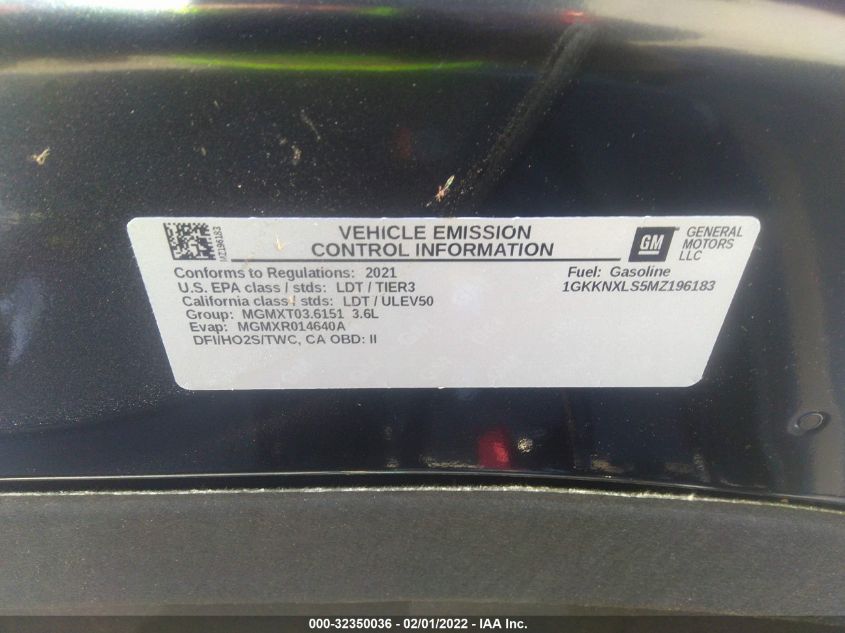 VEHICLE EMISSION
CONTROL INFORMATION
MZ196183
GM
GENERAL
MOTORS
LLC
Conforms to Regulations: 2021
U.S. EPA class / stds: LDT / TIER3
California class / stds: LDT / ULEV50
Group: MGMXT03.6151 3.6L
Evap: MGMXR014640A
DFI/HO2S/TWC, CA OBD: II
Fuel: Gasoline
1GKKNXLS5MZ196183
000-32350036 - 02/01/2022 - IAA Inc.